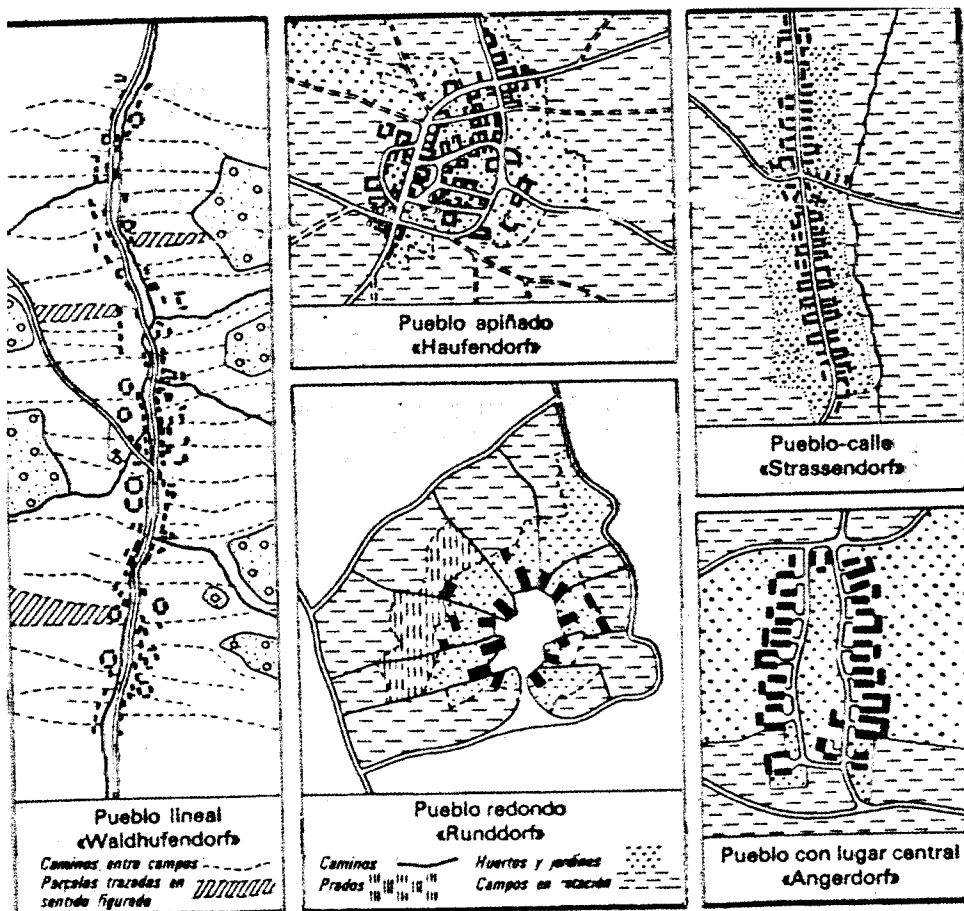 Pueblo lineal
«Waldhufendorf»
Caminos entre campos
Parcelas trazadas en
sentido figurado
Pueblo apiñado
«Haufendorf»
Pueblo redondo
«Runddorf»
Caminos
Huertos y jardines
Prados
Campos en rotación
Pueblo-calle
«Strassendorf»
Pueblo con lugar central
«Angerdorf»